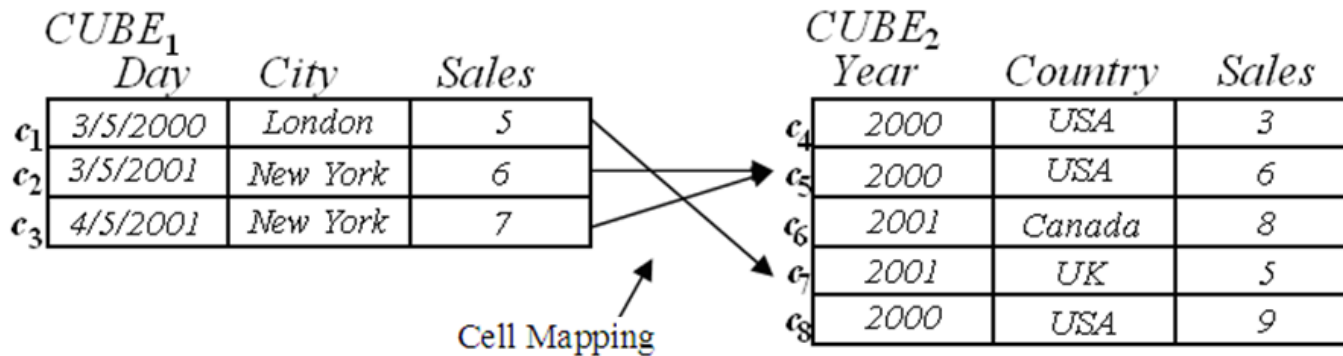 CUBE1 CUBE2
Day City Sales Year Country Sales
c1 3/5/2000 London 5 c4 2000 USA 3
c2 3/5/2001 New York 6 c5 2000 USA 6
c3 4/5/2001 New York 7 c6 2001 Canada 8
c7 2001 UK 5
Cell Mapping c8 2000 USA 9